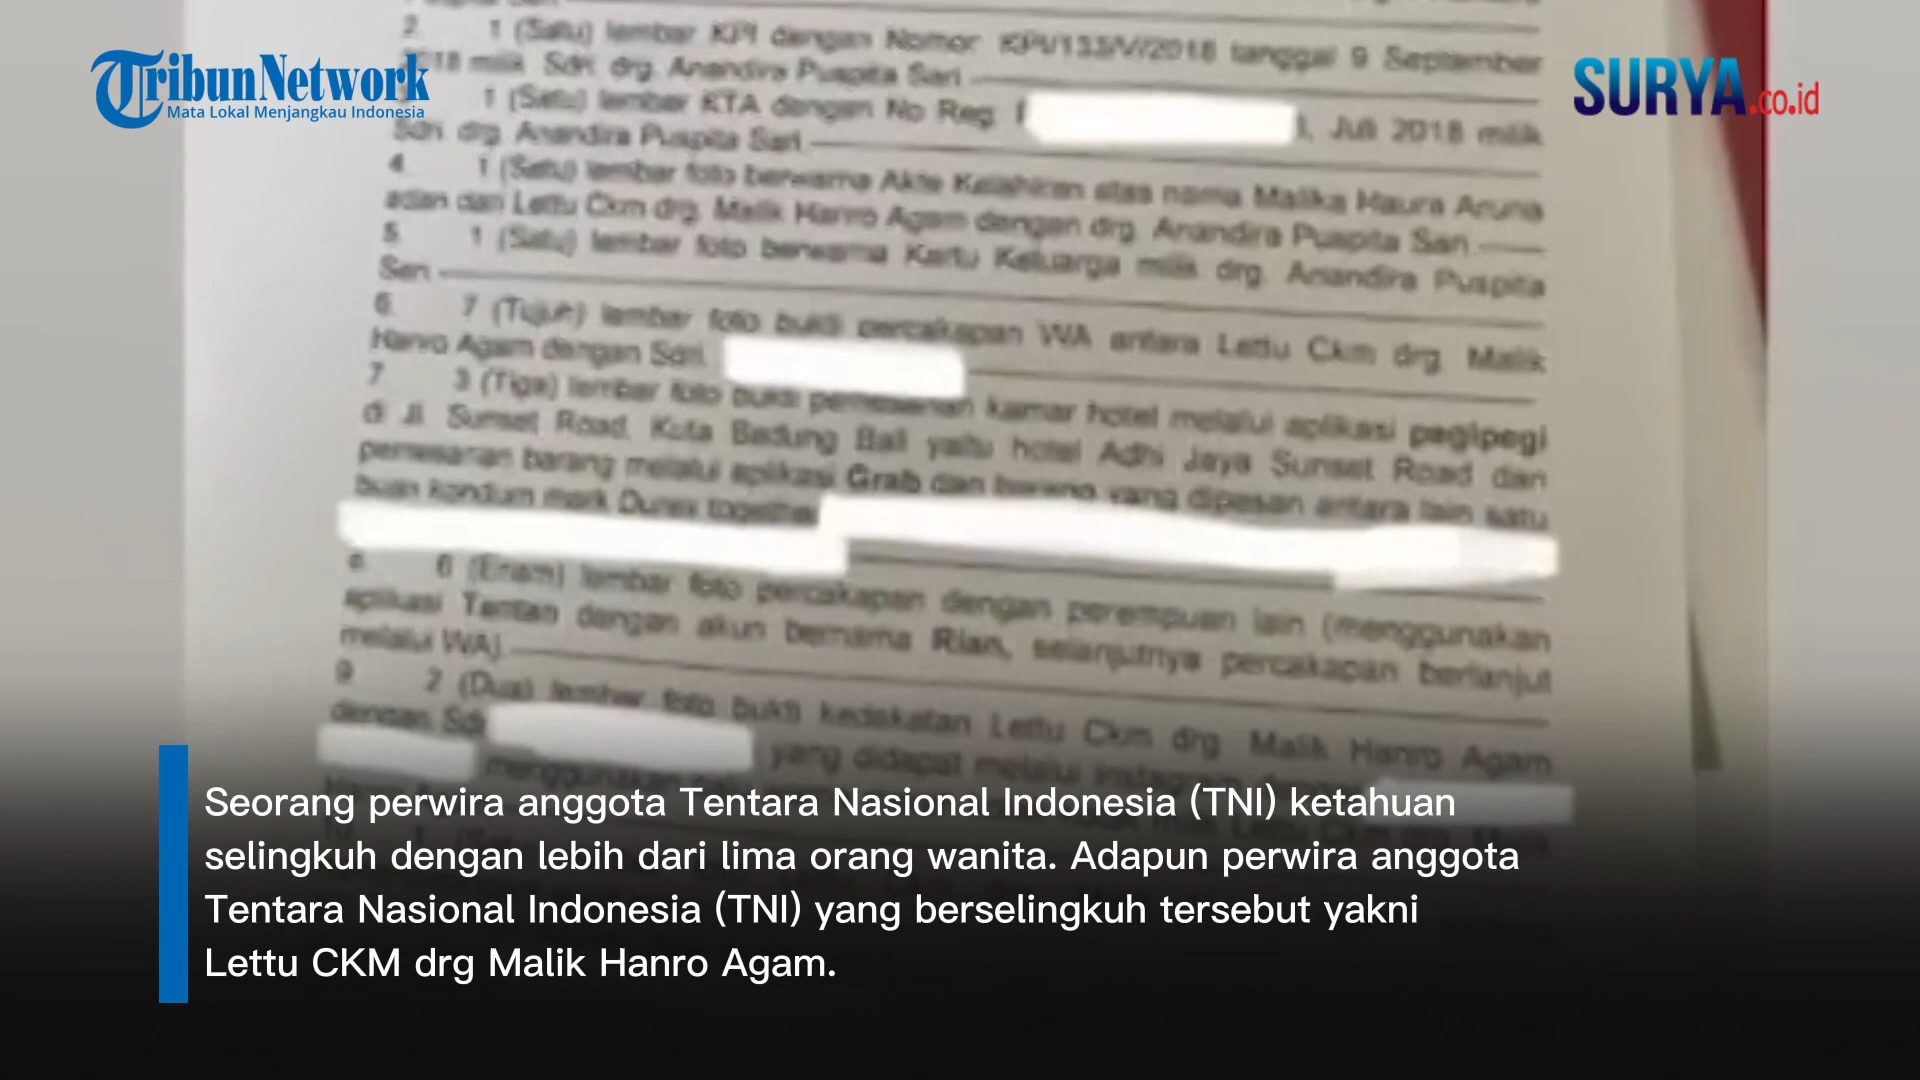 TribunNetwork
Mata Lokal Menjangkau Indonesia
SURYA.co.id
2. 1 (Satu) lembar KPI dengan Nomor KPI/133/V/2018 tanggal 9 September
2018 milik Sdri. drg. Anandira Puspita Sari
1 (Satu) lembar KTA dengan No Reg. , Juli 2018 milik
Sdri drg. Anandira Puspita Sari
4. 1 (Satu) lembar foto berwarna Akte Kelahiran atas nama Malika Haura Aruna
dari Lettu Ckm drg. Malik Hanro Agam dengan drg. Anandira Puspita Sari
5. 1 (Satu) lembar foto berwarna Kartu Keluarga milik drg. Anandira Puspita
Sari
6. 7 (Tujuh) lembar foto bukti percakapan WA antara Lettu Ckm drg. Malik
Hanro Agam dengan Sdri.
7. 3 (Tiga) lembar foto bukti pemesanan kamar hotel melalui aplikasi pegipegi
di Jl. Sunset Road, Kuta Badung Bali yaitu hotel Adhi Jaya Sunset Road dan
pemesanan barang melalui aplikasi Grab dan barang yang dipesan antara lain satu
buah kondom merk Durex together
6 (Enam) lembar foto percakapan dengan perempuan lain (menggunakan
aplikasi Tantan dengan akun bernama Rian, selanjutnya percakapan berlanjut
melalui WA).
9. 2 (Dua) lembar foto bukti kedekatan Lettu Ckm drg. Malik Hanro Agam
dengan Sdri
menggunakan yang didapat melalui Instagram
Seorang perwira anggota Tentara Nasional Indonesia (TNI) ketahuan
selingkuh dengan lebih dari lima orang wanita. Adapun perwira anggota
Tentara Nasional Indonesia (TNI) yang berselingkuh tersebut yakni
Lettu CKM drg Malik Hanro Agam.